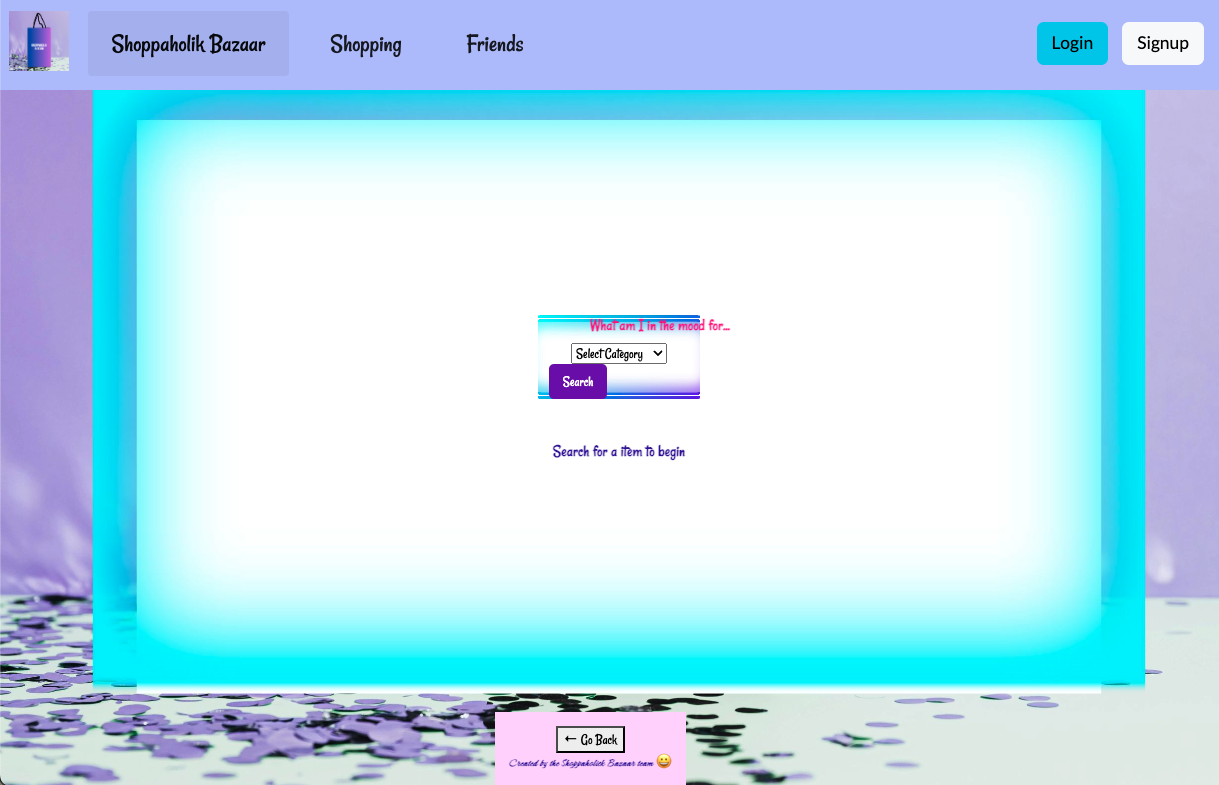 Shoppaholik Bazaar Shopping Friends Login Signup
What am I in the mood for...
Select Category
Search
Search for a item to begin
← Go Back
Created by the Shoppaholick Bazaar team 😀